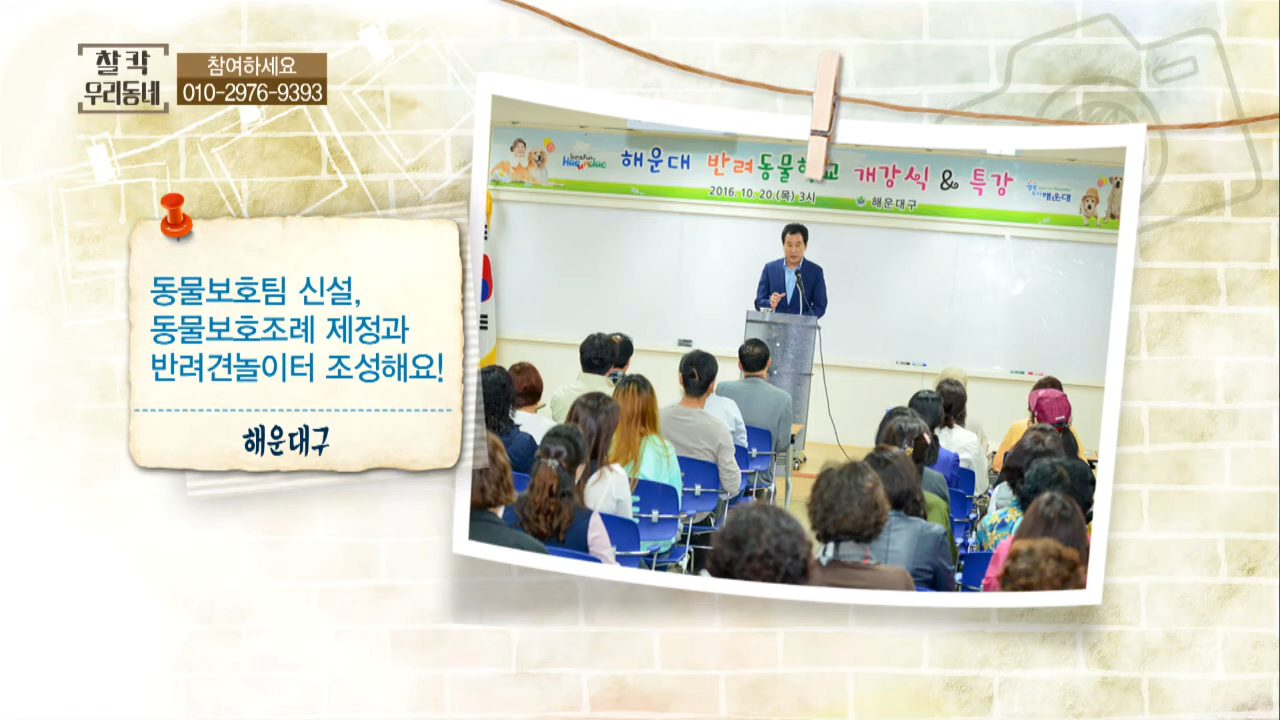 찰칵
우리동네
참여하세요
010-2976-9393
해운대 반려동물학교 개강식 & 특강
2016. 10. 20.(목) 3시
해운대구
동물보호팀 신설,
동물보호조례 제정과
반려견놀이터 조성해요!
해운대구